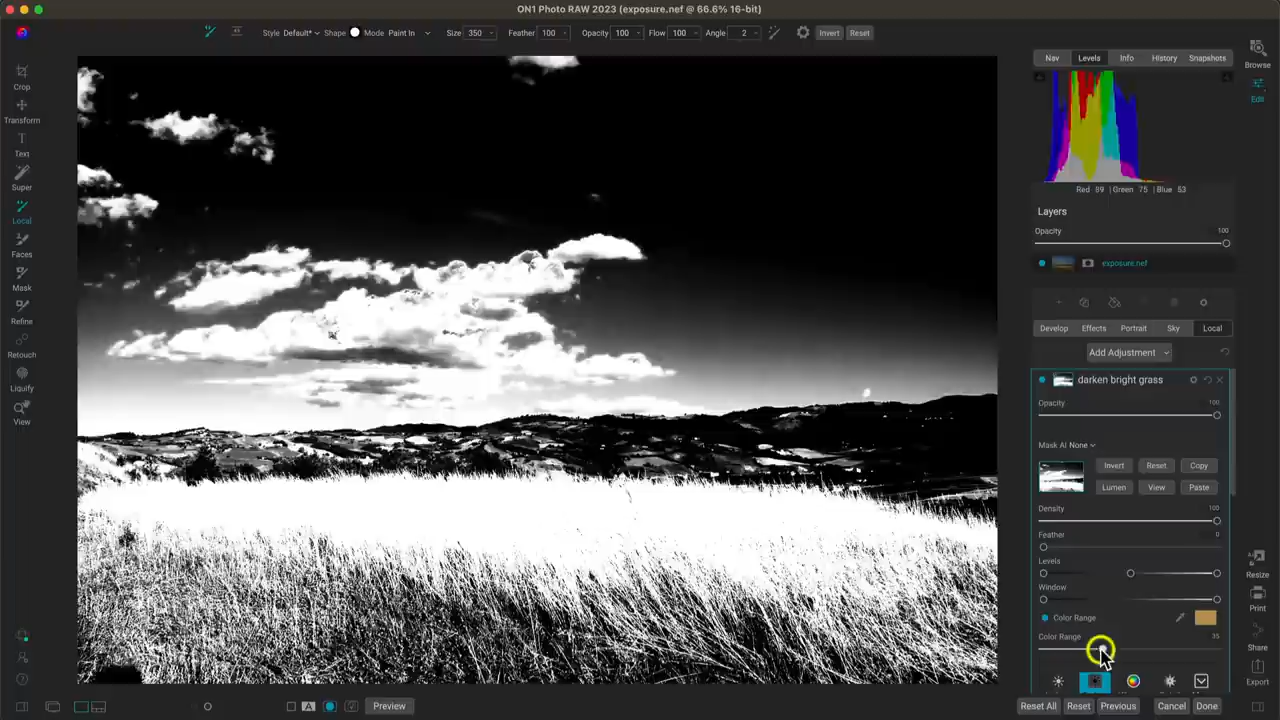 ON1 Photo RAW 2023 (exposure.nef @ 66.6% 16-bit)
Style Default* Shape Mode Paint In Size 350 Feather 100 Opacity 100 Flow 100 Angle 2 Invert Reset
Crop
Transform
Text
Super
Local
Faces
Mask
Refine
Retouch
Liquify
View
Nav Levels Info History Snapshots
Browse
Edit
Red 89 | Green 75 | Blue 53
Layers
Opacity 100
exposure.nef
Develop Effects Portrait Sky Local
Add Adjustment
darken bright grass
Opacity 100
Mask AI None
Invert Reset Copy
Lumen View Paste
Density 100
Feather 0
Levels
Window
Color Range
Color Range 35
Resize
Print
Share
Export
A
Preview
Reset All Reset Previous Cancel Done